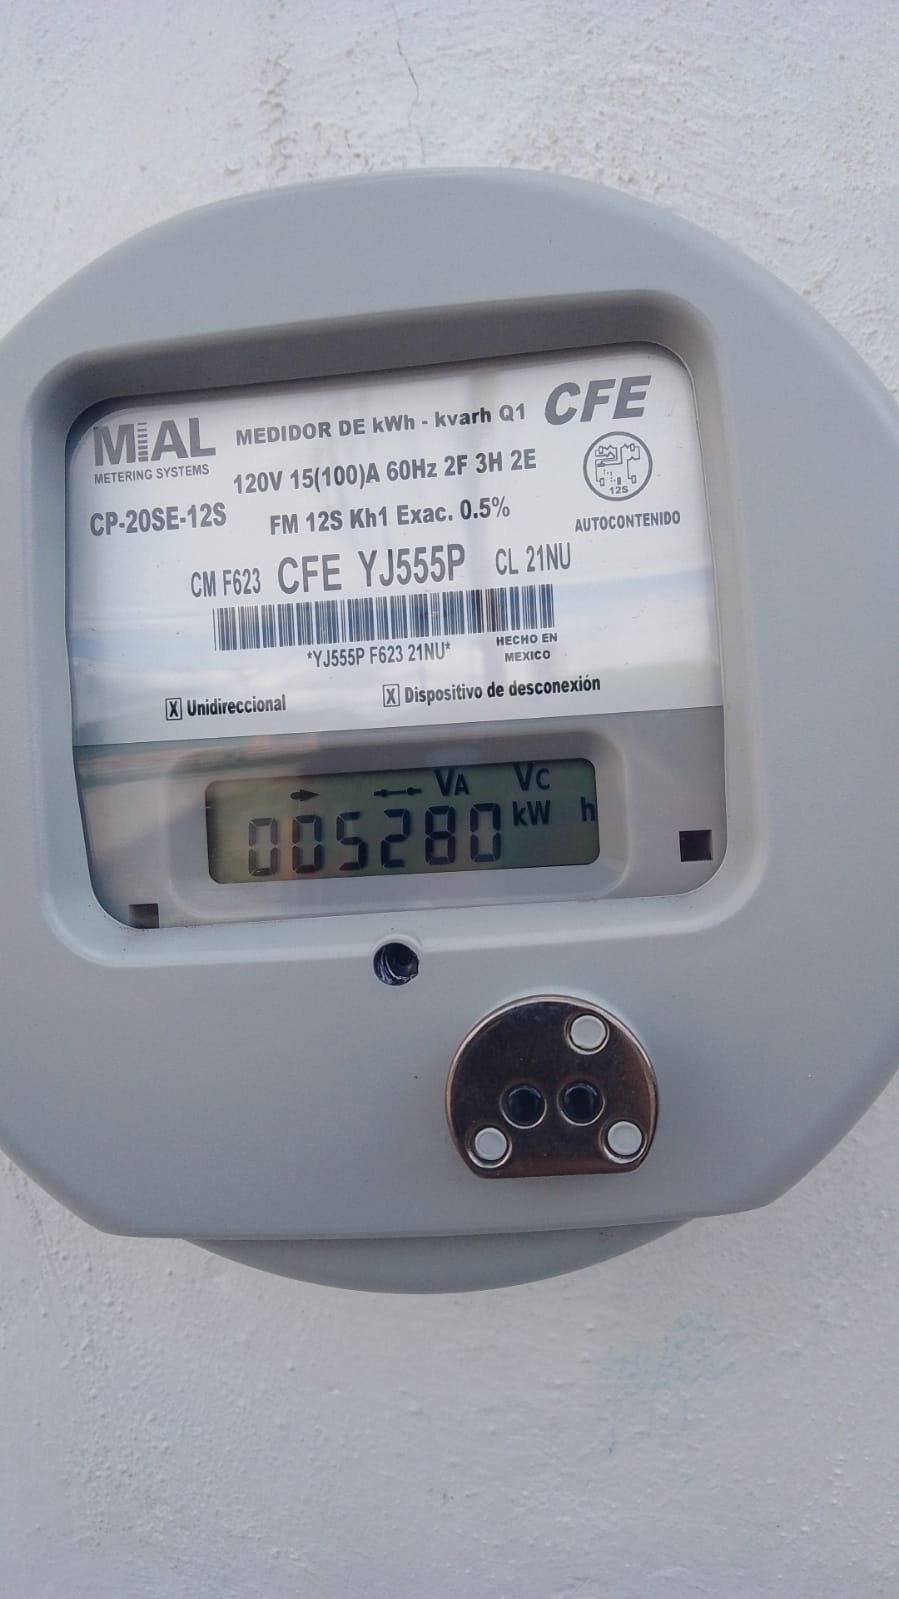 MIAL
METERING SYSTEMS
MEDIDOR DE kWh - kvarh Q1
CFE
120V 15(100)A 60Hz 2F 3H 2E
12S
CP-20SE-12S
FM 12S Kh1 Exac. 0.5%
AUTOCONTENIDO
CM F623 CFE YJ555P CL 21NU
*YJ555P F623 21NU*
HECHO EN
MEXICO
X Unidireccional
X Dispositivo de desconexión
VA VC
005280 kW h